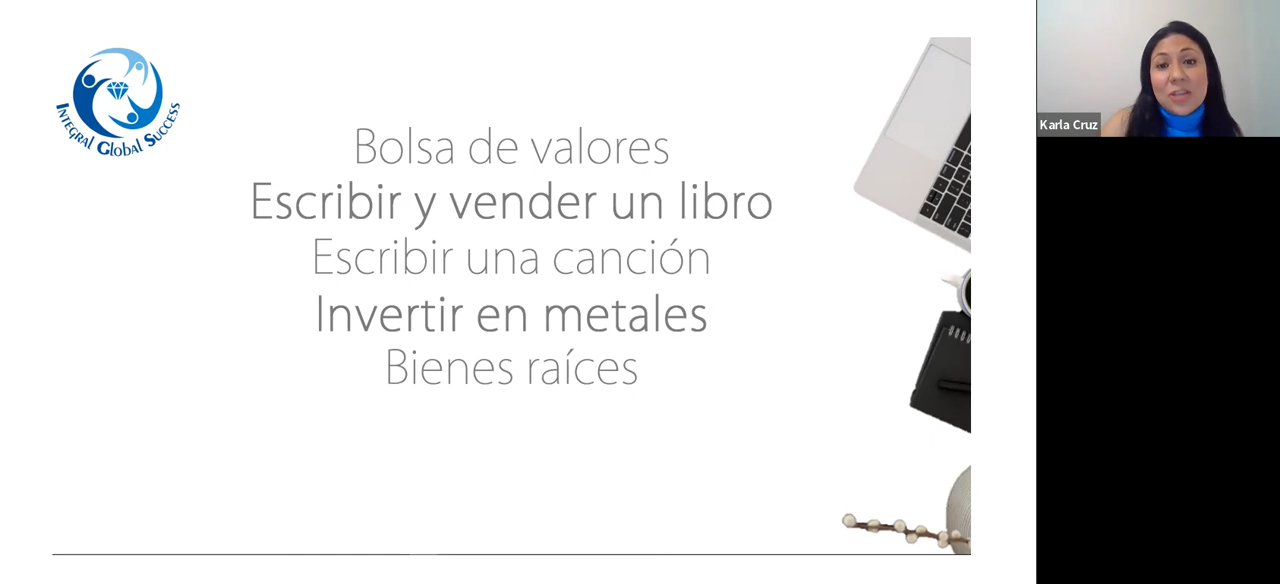 INTEGRAL GLOBAL SUCCESS
Bolsa de valores
Escribir y vender un libro
Escribir una canción
Invertir en metales
Bienes raíces
Karla Cruz